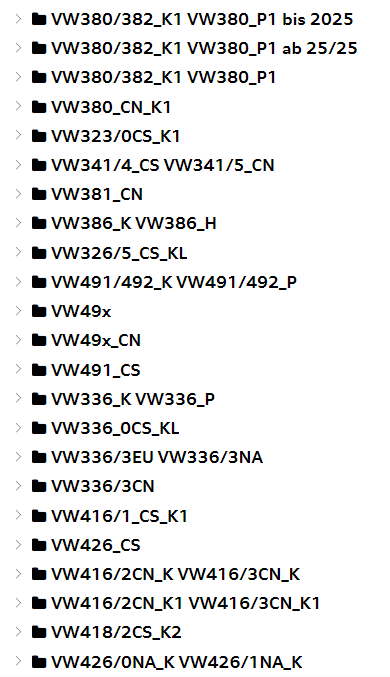 VW380/382_K1 VW380_P1 bis 2025
VW380/382_K1 VW380_P1 ab 25/25
VW380/382_K1 VW380_P1
VW380_CN_K1
VW323/0CS_K1
VW341/4_CS VW341/5_CN
VW381_CN
VW386_K VW386_H
VW326/5_CS_KL
VW491/492_K VW491/492_P
VW49x
VW49x_CN
VW491_CS
VW336_K VW336_P
VW336_0CS_KL
VW336/3EU VW336/3NA
VW336/3CN
VW416/1_CS_K1
VW426_CS
VW416/2CN_K VW416/3CN_K
VW416/2CN_K1 VW416/3CN_K1
VW418/2CS_K2
VW426/0NA_K VW426/1NA_K